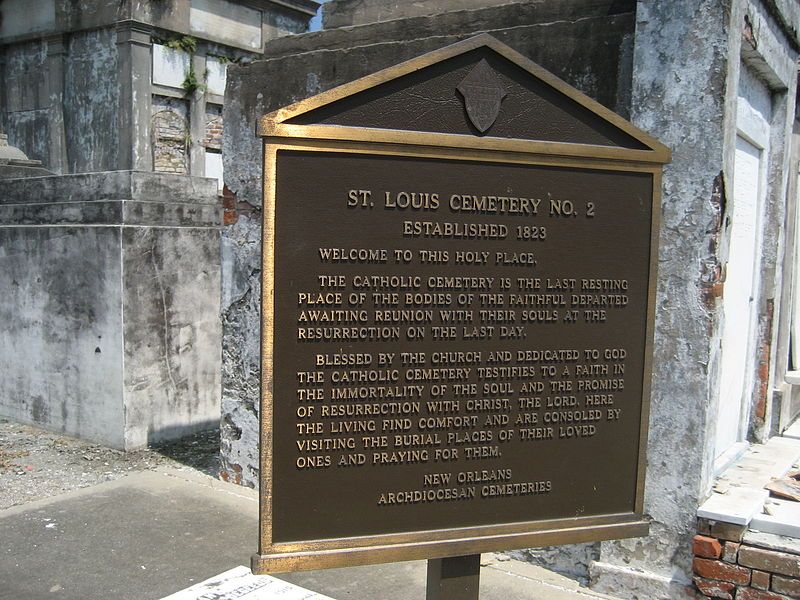 ST. LOUIS CEMETERY NO. 2
ESTABLISHED 1823
WELCOME TO THIS HOLY PLACE.
THE CATHOLIC CEMETERY IS THE LAST RESTING
PLACE OF THE BODIES OF THE FAITHFUL DEPARTED
AWAITING REUNION WITH THEIR SOULS AT THE
RESURRECTION ON THE LAST DAY.
BLESSED BY THE CHURCH AND DEDICATED TO GOD
THE CATHOLIC CEMETERY TESTIFIES TO A FAITH IN
THE IMMORTALITY OF THE SOUL AND THE PROMISE
OF RESURRECTION WITH CHRIST, THE LORD. HERE
THE LIVING FIND COMFORT AND ARE CONSOLED BY
VISITING THE BURIAL PLACES OF THEIR LOVED
ONES AND PRAYING FOR THEM.
NEW ORLEANS
ARCHDIOCESAN CEMETERIES